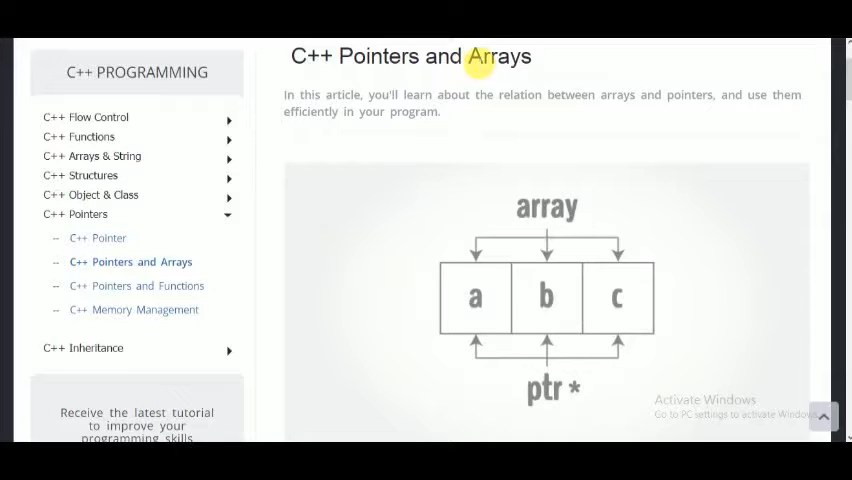 C++ Pointers and Arrays
In this article, you'll learn about the relation between arrays and pointers, and use them
efficiently in your program.
C++ PROGRAMMING
C++ Flow Control
C++ Functions
C++ Arrays & String
C++ Structures
C++ Object & Class
C++ Pointers
-- C++ Pointer
-- C++ Pointers and Arrays
-- C++ Pointers and Functions
-- C++ Memory Management
C++ Inheritance
Receive the latest tutorial
to improve your
programming skills
array
a b c
ptr *
Activate Windows
Go to PC settings to activate Windows.